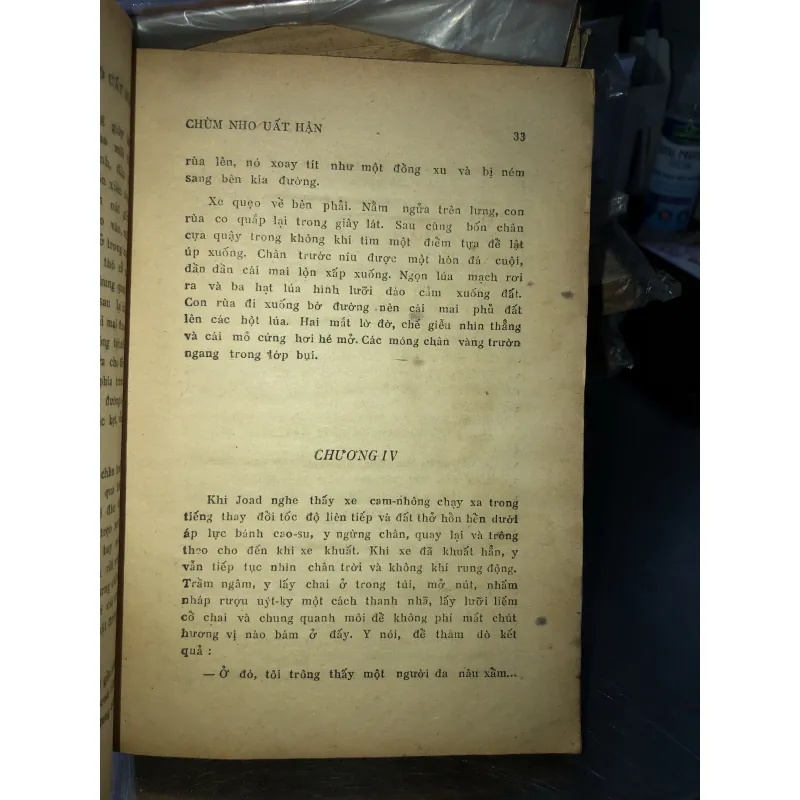 CHÙM NHO UẤT HẬN
33
rùa lên, nó xoay tít như một đồng xu và bị ném
sang bên kia đường.
Xe quẹo về bên phải. Nằm ngửa trên lưng, con
rùa co quắp lại trong giây lát. Sau cùng bốn chân
cựa quậy trong không khí tìm một điểm tựa để lật
úp xuống. Chân trước níu được một hòn đá cuội,
dần dần cái mai lộn xấp xuống. Ngọn lúa mạch rơi
ra và ba hạt lúa hình lưỡi dáo cắm xuống đất.
Con rùa đi xuống bờ đường nên cái mai phủ đất
lên các hột lúa. Hai mắt lờ đờ, chế giễu nhìn thẳng
và cái mỏ cứng hơi hé mở. Các móng chân vàng trườn
ngang trong lớp bụi.
CHƯƠNG IV
Khi Joad nghe thấy xe cam-nhông chạy xa trong
tiếng thay đổi tốc độ liên tiếp và đất thở hồn hền dưới
áp lực bánh cao-su, y ngừng chân, quay lại và trông
theo cho đến khi xe khuất. Khi xe đã khuất hẳn, y
vẫn tiếp tục nhìn chân trời và không khí rung động.
Trầm ngâm, y lấy chai ở trong túi, mở nút, nhấm
nháp rượu uýt-ky một cách thanh nhã, lấy lưỡi liếm
cổ chai và chung quanh môi để không phí mất chút
hương vị nào bám ở đấy. Y nói, để thăm dò kết
quả :
— Ở đó, tôi trông thấy một người da nâu xẫm...